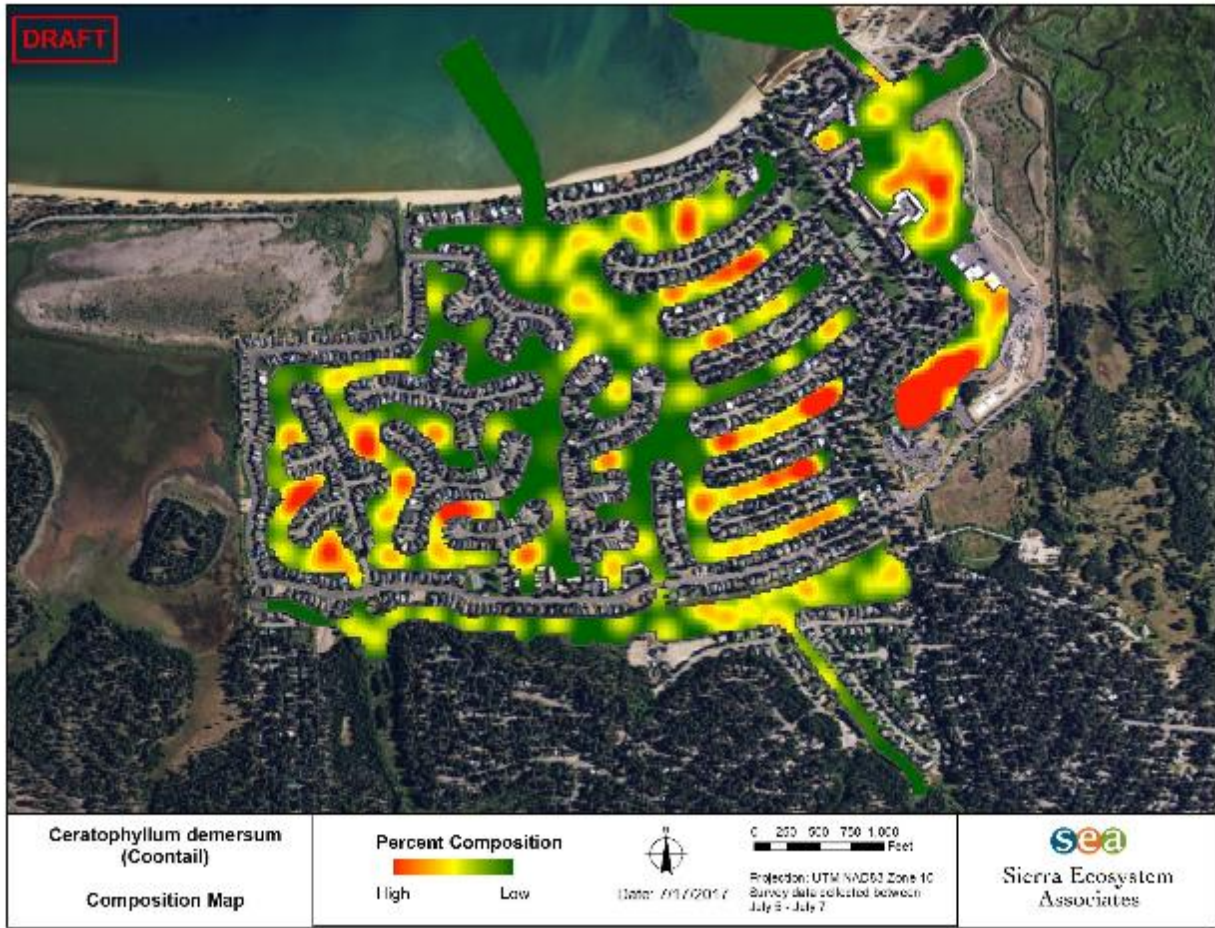 DRAFT
Ceratophyllum demersum
(Coontail)
Composition Map
Percent Composition
High Low
N
Date: 7/17/2017
0 250 500 750 1,000
Feet
Projection: UTM NAD83 Zone 10
Survey data collected between
July 5 - July 7
sea
Sierra Ecosystem
Associates